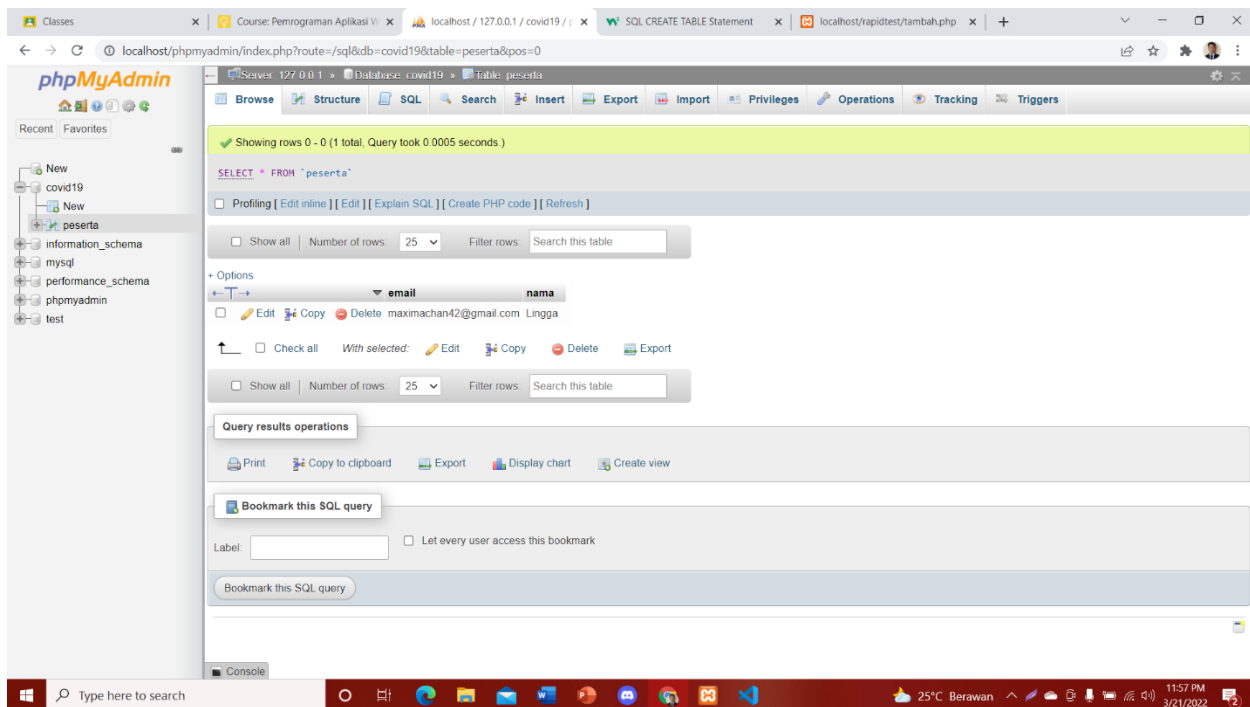 Classes
Course: Pemrograman Aplikasi W
localhost / 127.0.0.1 / covid19 / p
SQL CREATE TABLE Statement
localhost/rapidtest/tambah.php
localhost/phpmyadmin/index.php?route=/sql&db=covid19&table=peserta&pos=0
phpMyAdmin
Recent Favorites
New
covid19
New
peserta
information_schema
mysql
performance_schema
phpmyadmin
test
Server: 127.0.0.1 » Database: covid19 » Table: peserta
Browse Structure SQL Search Insert Export Import Privileges Operations Tracking Triggers
Showing rows 0 - 0 (1 total, Query took 0.0005 seconds.)
SELECT * FROM `peserta`
Profiling [ Edit inline ] [ Edit ] [ Explain SQL ] [ Create PHP code ] [ Refresh ]
Show all Number of rows: 25 Filter rows: Search this table
+ Options
email nama
Edit Copy Delete maximachan42@gmail.com Lingga
Check all With selected: Edit Copy Delete Export
Show all Number of rows: 25 Filter rows: Search this table
Query results operations
Print Copy to clipboard Export Display chart Create view
Bookmark this SQL query
Label: Let every user access this bookmark
Bookmark this SQL query
Console
Type here to search
25°C Berawan
11:57 PM
3/21/2022
2